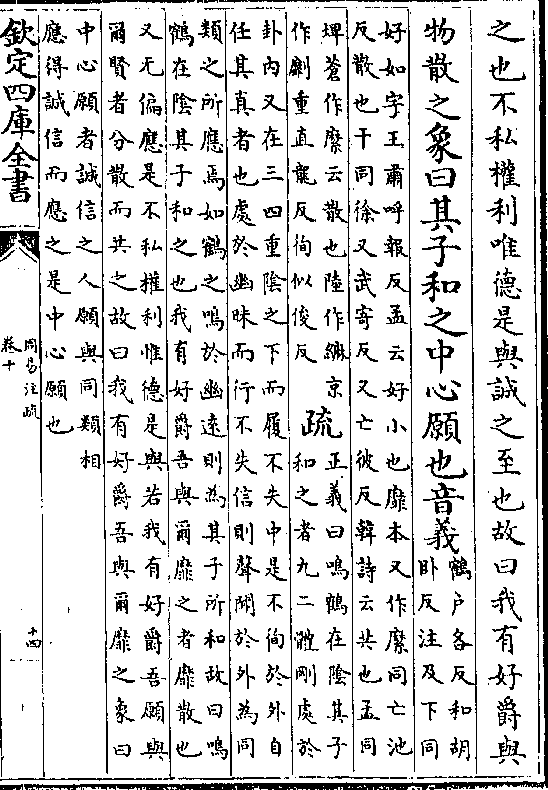 之也不私權利唯德是與誠之至也故曰我有好爵與
物散之象曰其子和之中心願也音義
鶴户各反和胡
卧反注及下同
好如字王肅呼報反孟云好小也靡本又作縻同亡池
反散也干同徐又武寄反又亡彼反韓詩云共也孟同
埤蒼作縻云散也陸作䌕京
作劘重直龍反徇似俊反
疏
正義曰鳴鶴在陰其子
和之者九二體剛處於
卦内又在三四重陰之下而履不失中是不徇於外自
任其真者也處於幽昧而行不失信則聲聞於外為同
類之所應焉如鶴之鳴於幽逺則為其子所和故曰鳴
鶴在陰其子和之也我有好爵吾與爾靡之者靡散也
又无偏應是不私權利惟德是與若我有好爵吾願與
爾賢者分散而共之故曰我有好爵吾與爾靡之象曰
中心願者誠信之人願與同類相
應得誠信而應之是中心願也
欽定四庫全書
周易注疏
卷十
十四